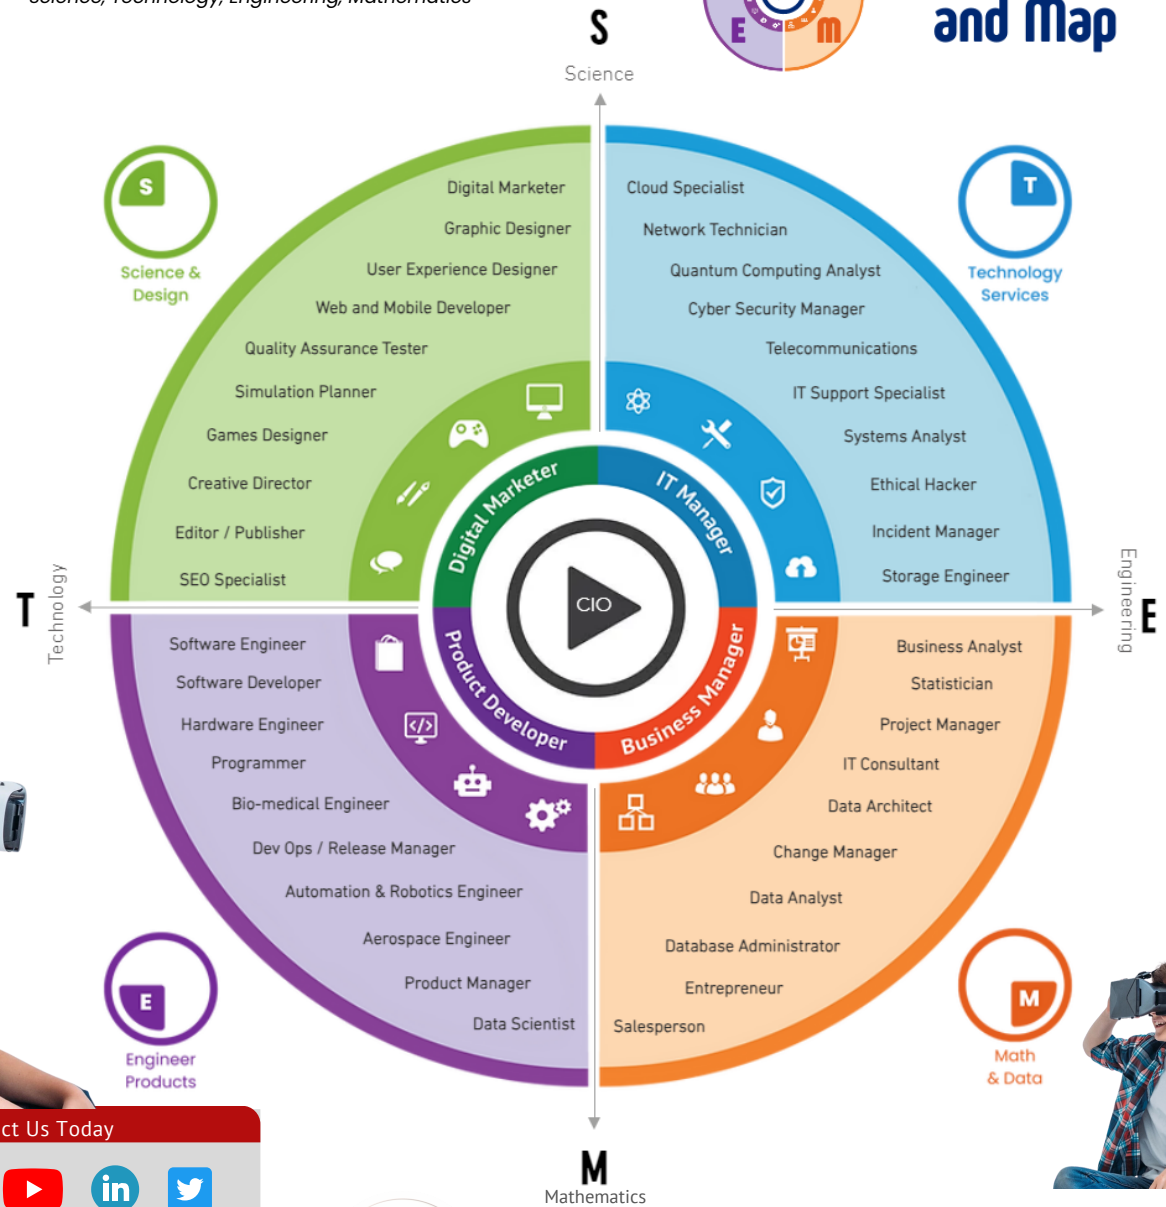 Science, Technology, Engineering, Mathematics
and Map
E
m
S
Science
S
Science &
Design
T
Technology
Services
Digital Marketer
Graphic Designer
User Experience Designer
Web and Mobile Developer
Quality Assurance Tester
Simulation Planner
Games Designer
Creative Director
Editor / Publisher
SEO Specialist
Cloud Specialist
Network Technician
Quantum Computing Analyst
Cyber Security Manager
Telecommunications
IT Support Specialist
Systems Analyst
Ethical Hacker
Incident Manager
Storage Engineer
Digital Marketer
IT Manager
CIO
Product Developer
Business Manager
T
Technology
Engineering
E
Software Engineer
Software Developer
Hardware Engineer
Programmer
Bio-medical Engineer
Dev Ops / Release Manager
Automation & Robotics Engineer
Aerospace Engineer
Product Manager
Data Scientist
Business Analyst
Statistician
Project Manager
IT Consultant
Data Architect
Change Manager
Data Analyst
Database Administrator
Entrepreneur
Salesperson
E
Engineer
Products
M
Math
& Data
ct Us Today
in
M
Mathematics